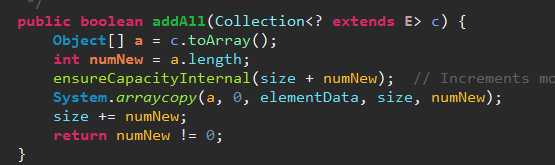 */
public boolean addAll(Collection<? extends E> c) {
Object[] a = c.toArray();
int numNew = a.length;
ensureCapacityInternal(size + numNew);  // Increments
System.arraycopy(a, 0, elementData, size, numNew);
size += numNew;
return numNew != 0;
}